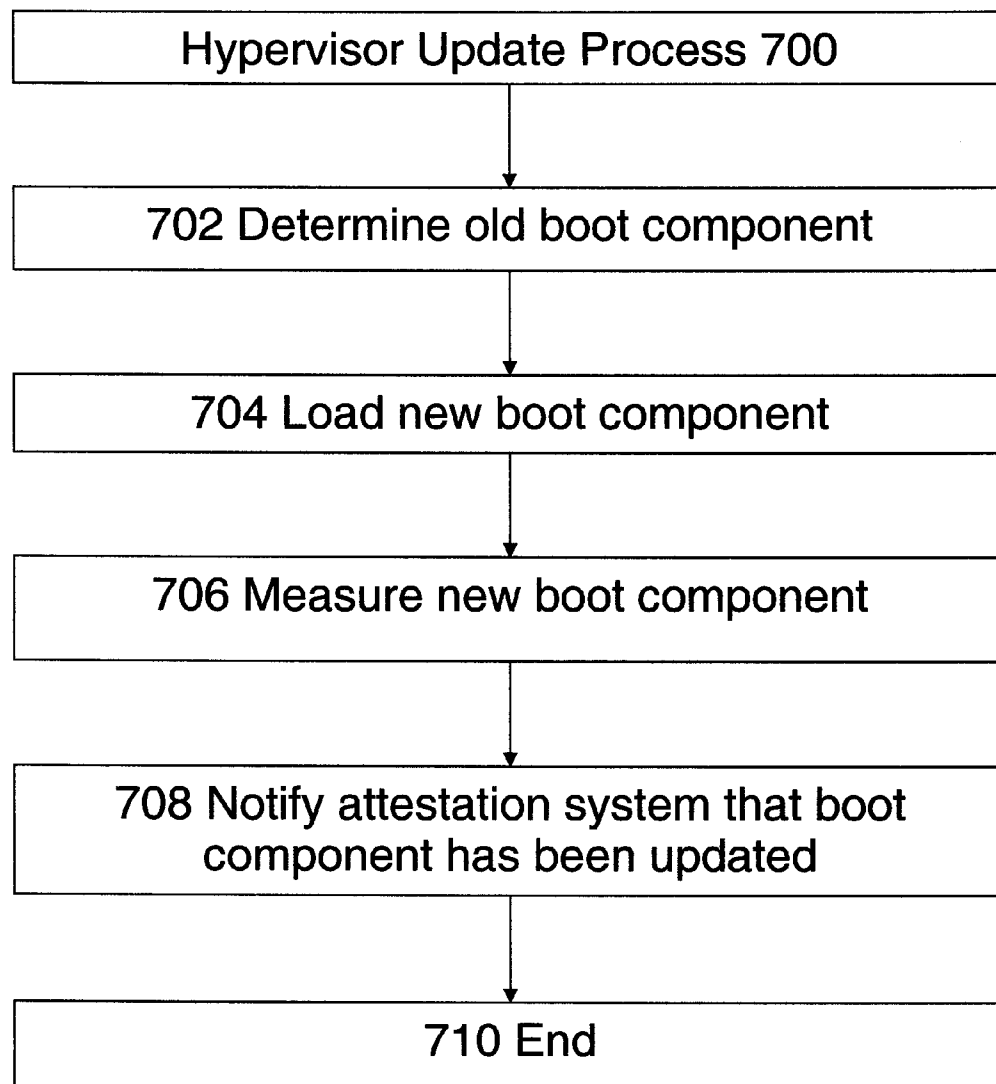 Hypervisor Update Process 700
702 Determine old boot component
704 Load new boot component
706 Measure new boot component
708 Notify attestation system that boot
component has been updated
710 End